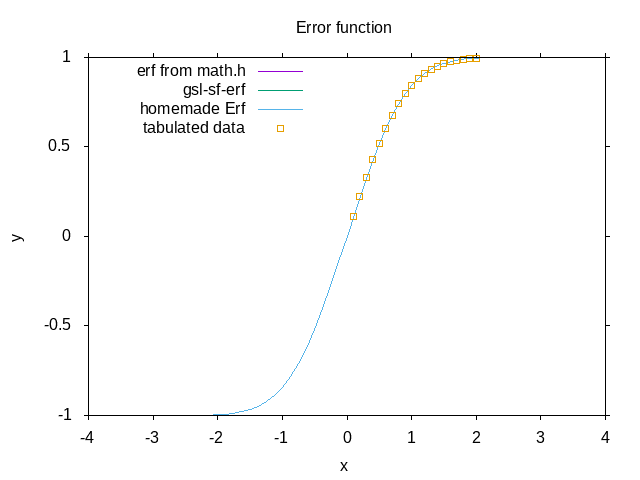 Error function
1
0.5
0
-0.5
-1
y
erf from math.h
gsl-sf-erf
homemade Erf
tabulated data
-4
-3
-2
-1
0
1
2
3
4
x